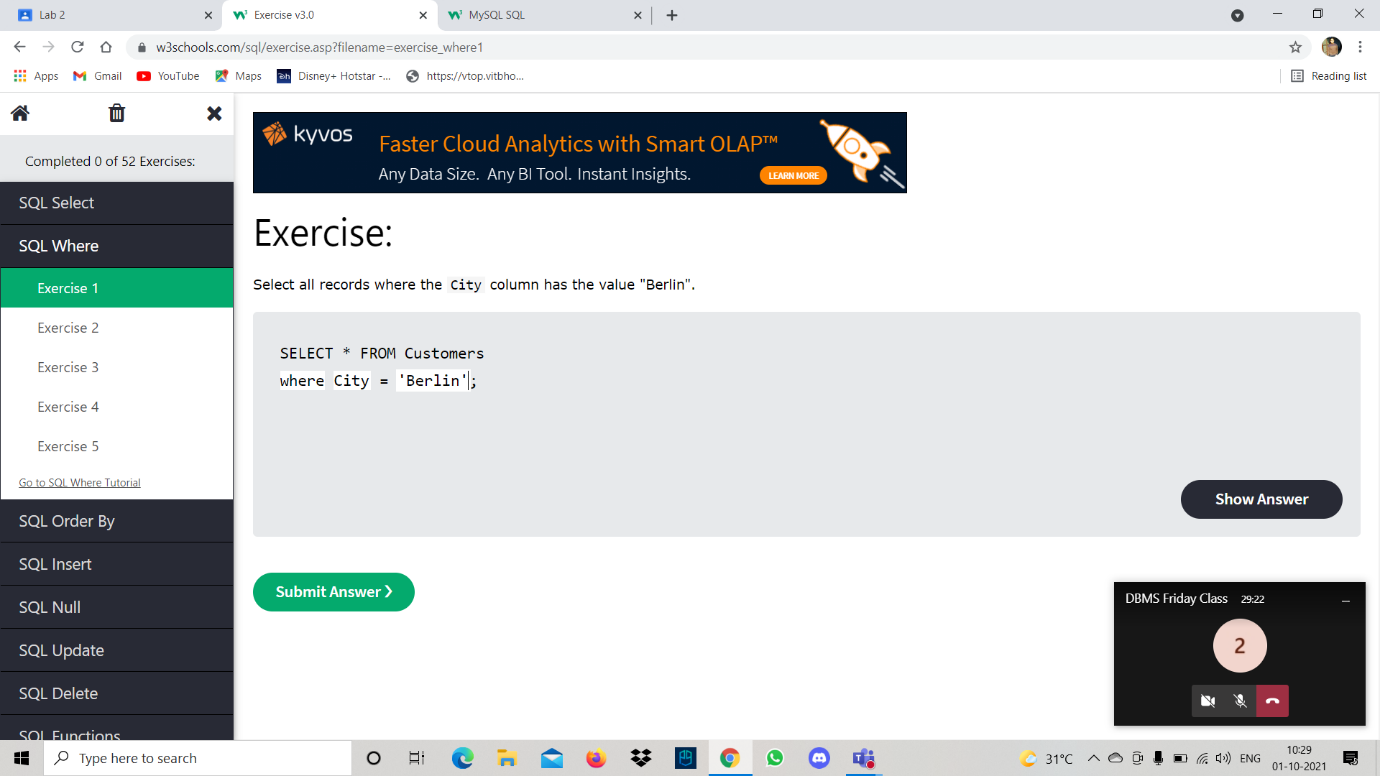 Lab 2
Exercise v3.0
MySQL SQL
w3schools.com/sql/exercise.asp?filename=exercise_where1
Apps
Gmail
YouTube
Maps
Disney+ Hotstar -...
https://vtop.vitbho...
Reading list
Completed 0 of 52 Exercises:
SQL Select
SQL Where
Exercise 1
Exercise 2
Exercise 3
Exercise 4
Exercise 5
Go to SQL Where Tutorial
SQL Order By
SQL Insert
SQL Null
SQL Update
SQL Delete
SQL Functions
kyvos
Faster Cloud Analytics with Smart OLAP™
Any Data Size. Any BI Tool. Instant Insights.
LEARN MORE
Exercise:
Select all records where the City column has the value "Berlin".
SELECT * FROM Customers
where City = 'Berlin';
Show Answer
Submit Answer ❯
DBMS Friday Class 29:22
2
Type here to search
31°C
ENG
10:29
01-10-2021